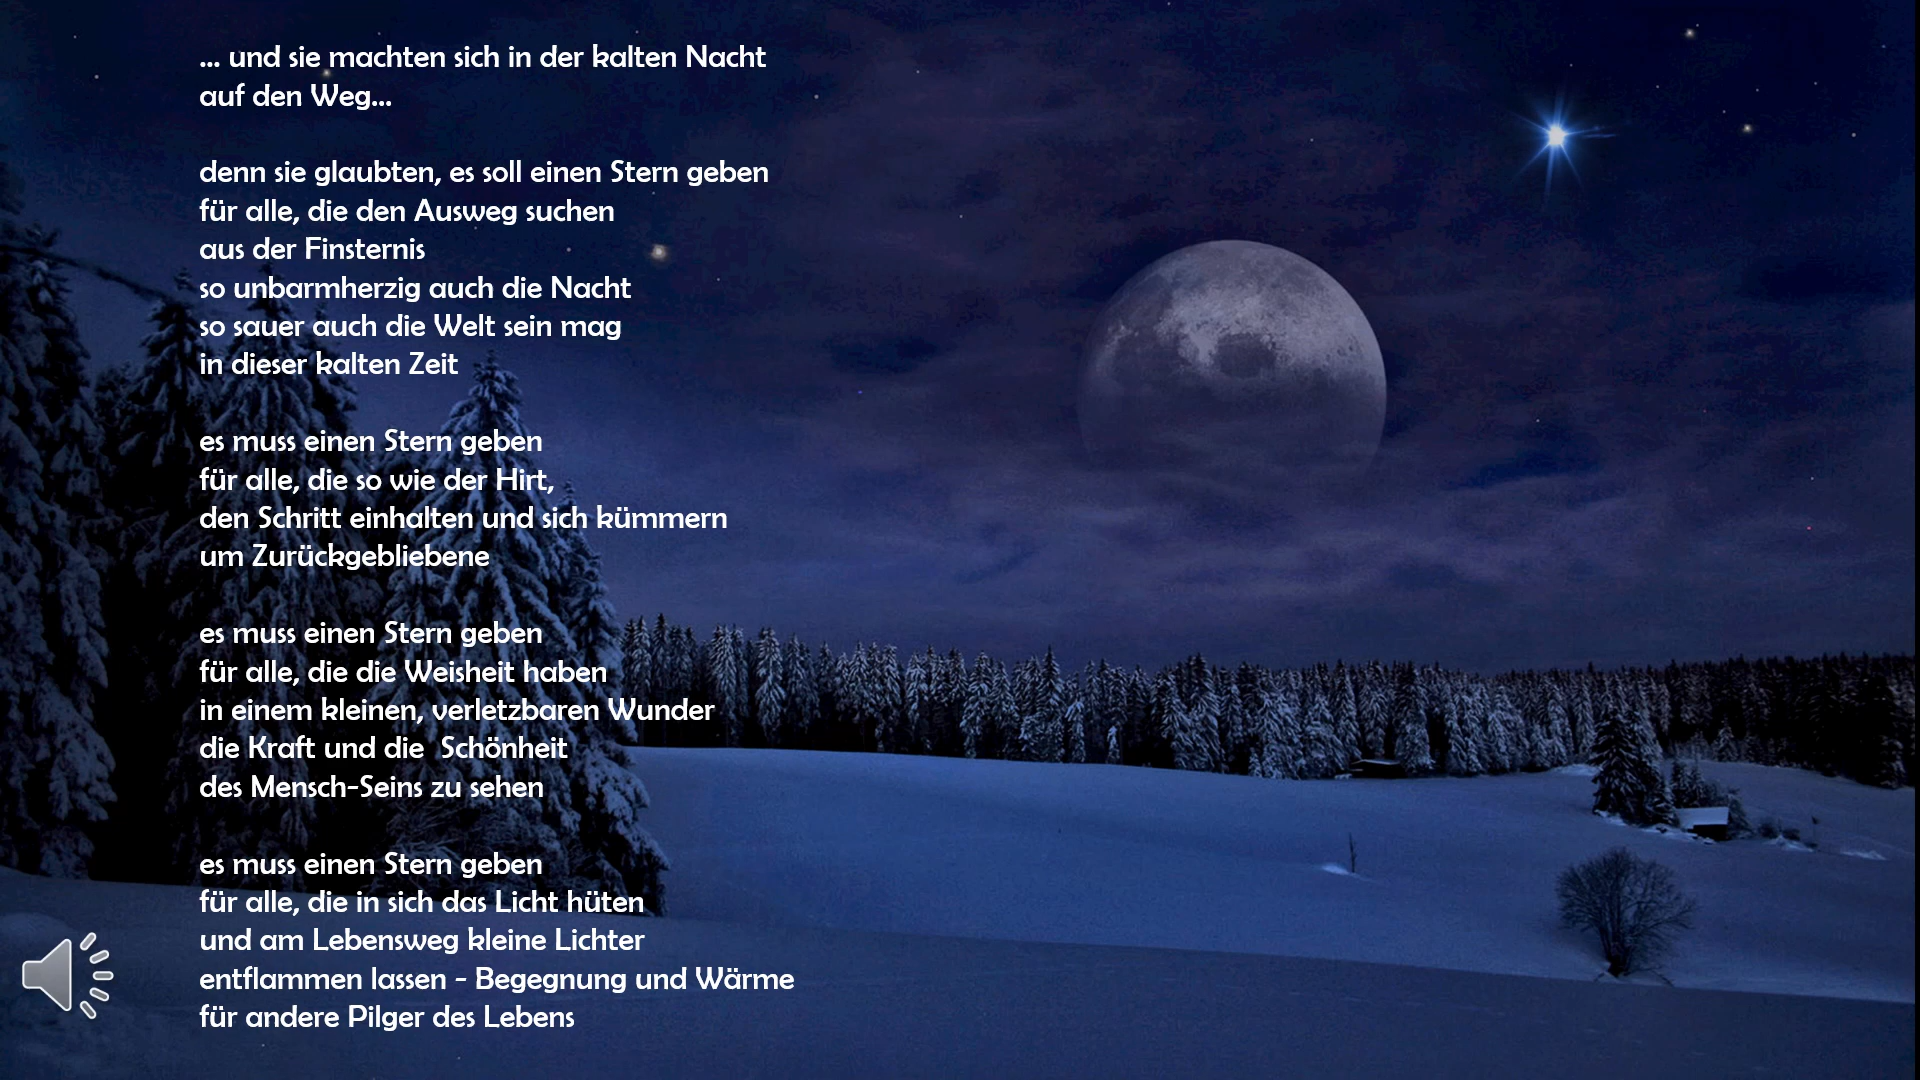 ... und sie machten sich in der kalten Nacht
auf den Weg...
denn sie glaubten, es soll einen Stern geben
für alle, die den Ausweg suchen
aus der Finsternis
so unbarmherzig auch die Nacht
so sauer auch die Welt sein mag
in dieser kalten Zeit
es muss einen Stern geben
für alle, die so wie der Hirt,
den Schritt einhalten und sich kümmern
um Zurückgebliebene
es muss einen Stern geben
für alle, die die Weisheit haben
in einem kleinen, verletzbaren Wunder
die Kraft und die  Schönheit
des Mensch-Seins zu sehen
es muss einen Stern geben
für alle, die in sich das Licht hüten
und am Lebensweg kleine Lichter
entflammen lassen - Begegnung und Wärme
für andere Pilger des Lebens